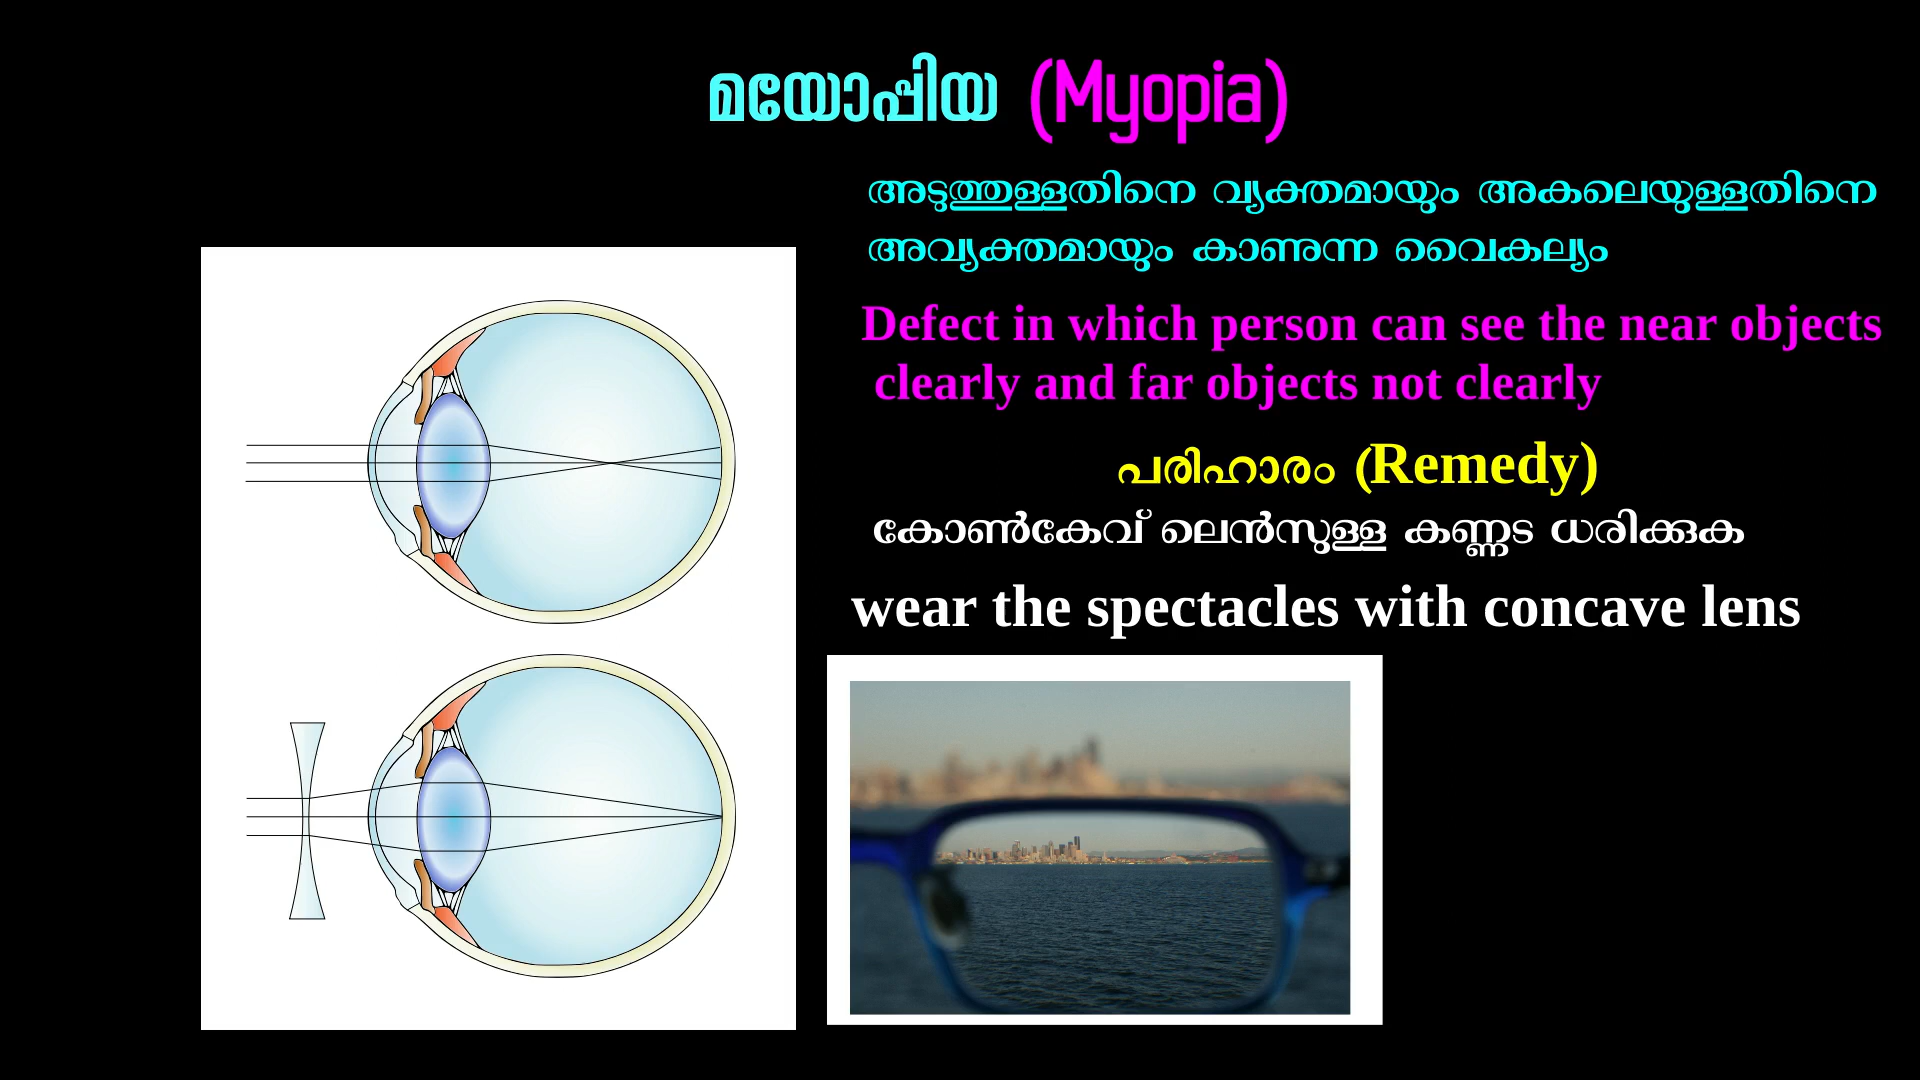 മയോപ്പിയ (Myopia)
അടുത്തുള്ളതിനെ വ്യക്തമായും അകലെയുള്ളതിനെ
അവ്യക്തമായും കാണുന്ന വൈകല്യം
Defect in which person can see the near objects
clearly and far objects not clearly
പരിഹാരം (Remedy)
കോൺകേവ് ലെൻസുള്ള കണ്ണട ധരിക്കുക
wear the spectacles with concave lens